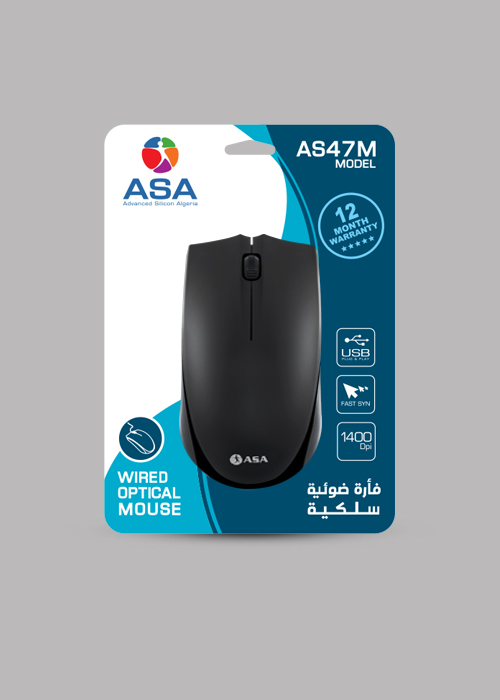 ASA
Advanced Silicon Algeria
AS47M
MODEL
12
MONTH
WARRANTY
USB
PLUG & PLAY
FAST SYN
1400
Dpi
ASA
WIRED
OPTICAL
MOUSE
فأرة ضوئية
سلكية